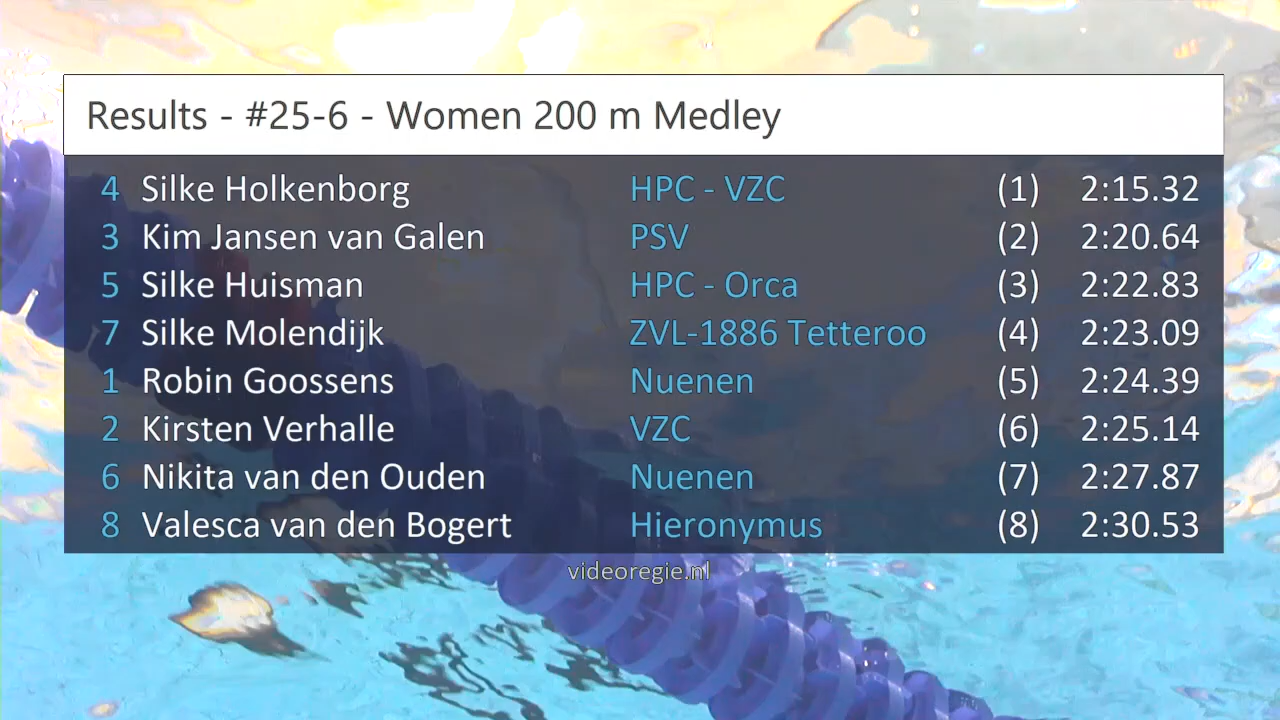 Results - #25-6 - Women 200 m Medley
4 Silke Holkenborg HPC - VZC (1) 2:15.32
3 Kim Jansen van Galen PSV (2) 2:20.64
5 Silke Huisman HPC - Orca (3) 2:22.83
7 Silke Molendijk ZVL-1886 Tetteroo (4) 2:23.09
1 Robin Goossens Nuenen (5) 2:24.39
2 Kirsten Verhalle VZC (6) 2:25.14
6 Nikita van den Ouden Nuenen (7) 2:27.87
8 Valesca van den Bogert Hieronymus (8) 2:30.53
videoregie.nl